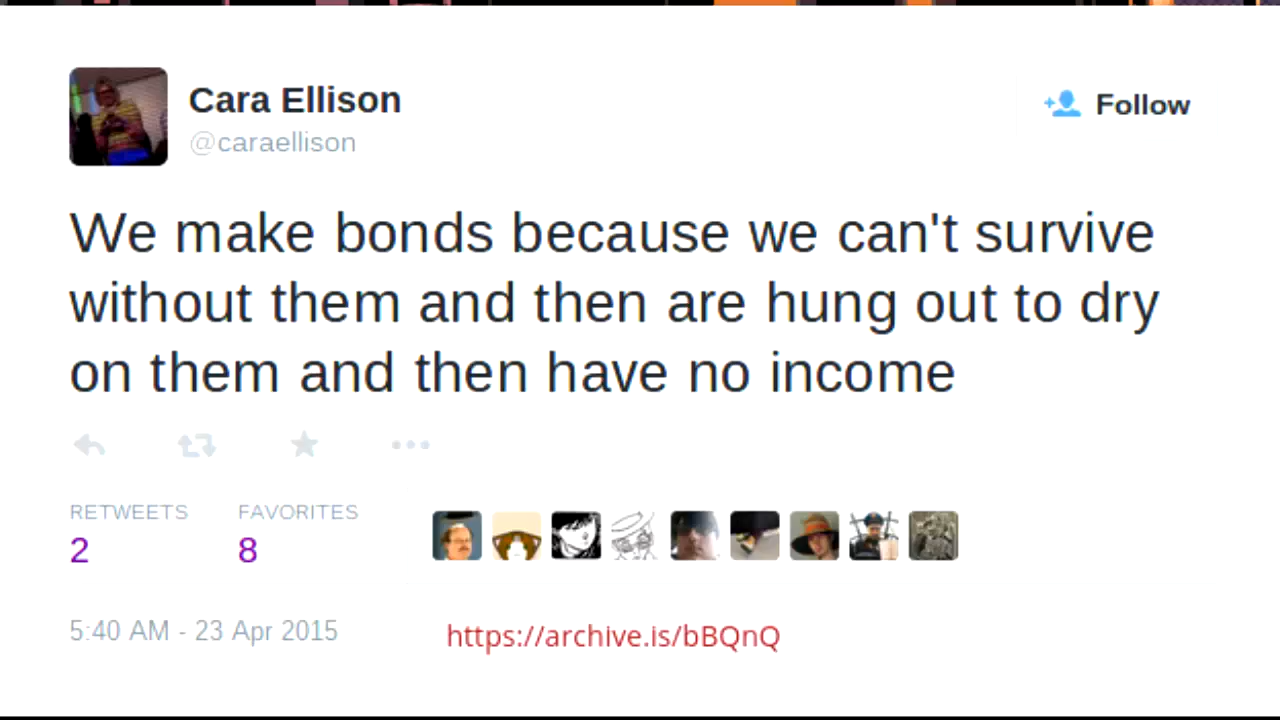 Cara Ellison
@caraellison
Follow
We make bonds because we can't survive
without them and then are hung out to dry
on them and then have no income
RETWEETS FAVORITES
2 8
5:40 AM - 23 Apr 2015
https://archive.is/bBQnQ